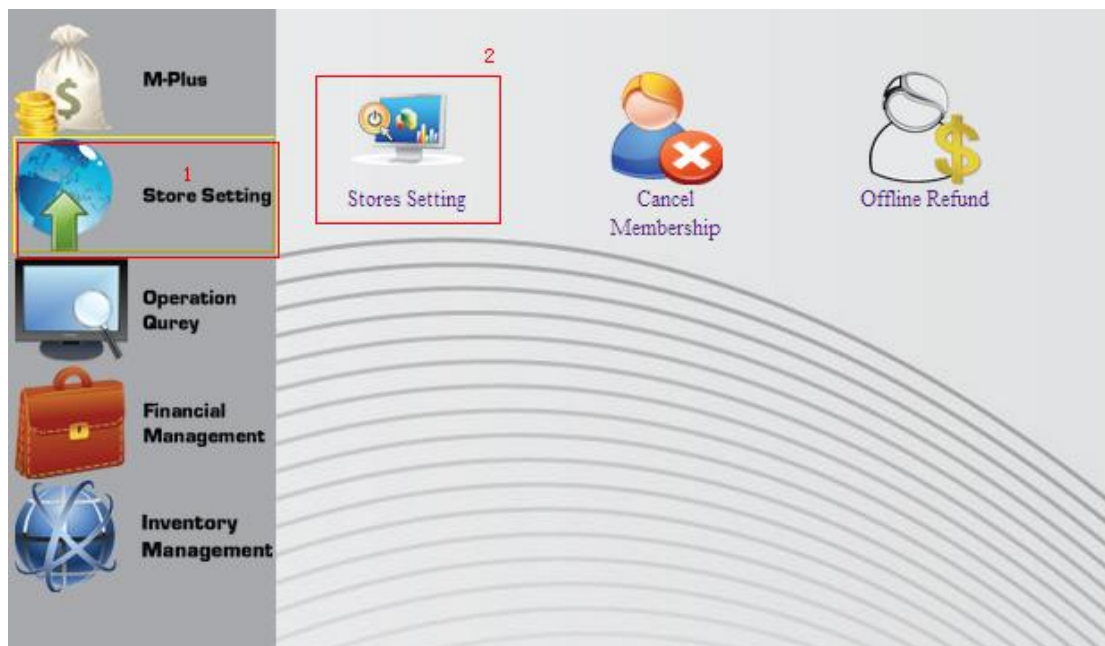 M-Plus
1
Store Setting
Operation
Qurey
Financial
Management
Inventory
Management
2
Stores Setting
Cancel
Membership
Offline Refund